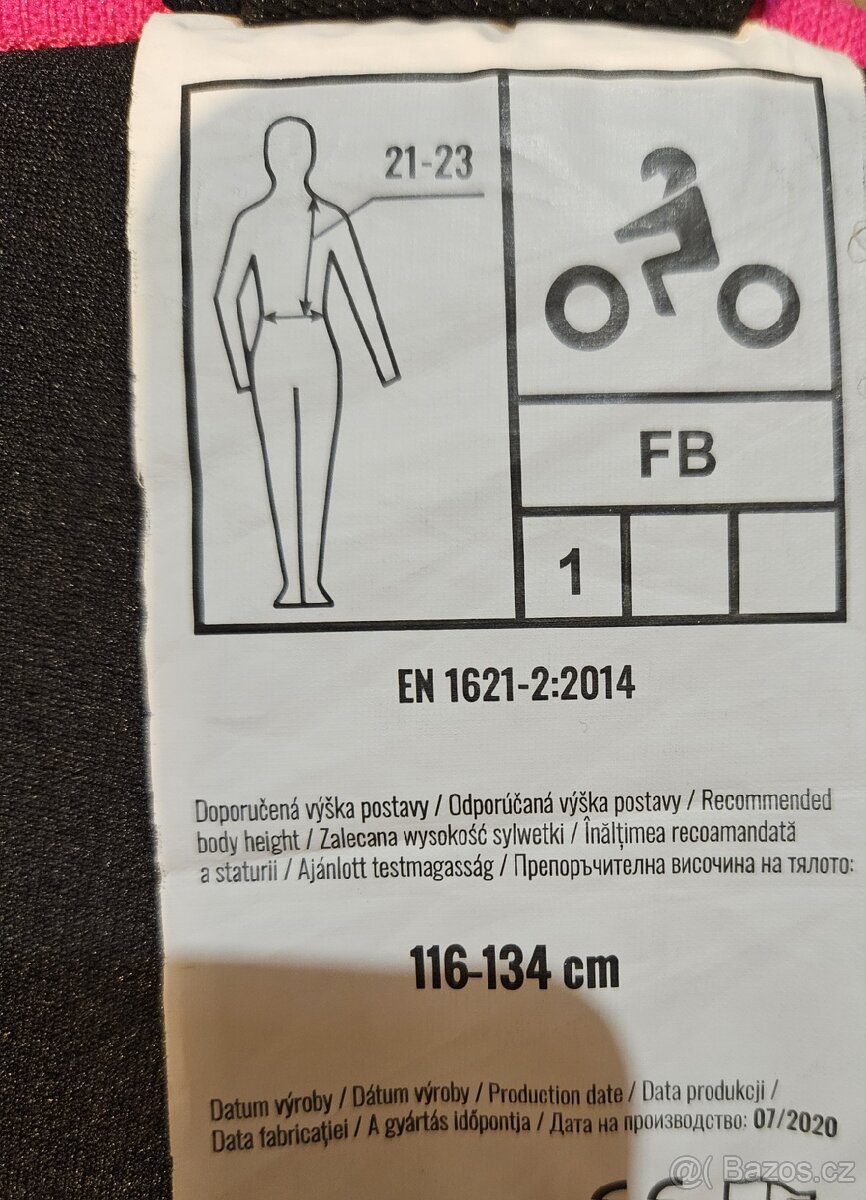 21-23
FB
1
EN 1621-2:2014
Doporučená výška postavy / Odporúčaná výška postavy / Recommended
body height / Zalecana wysokość sylwetki / Înălțimea recoamandată
a staturii / Ajánlott testmagasság / Препоръчителна височина на тялото:
116-134 cm
Datum výroby / Dátum výroby / Production date / Data produkcji /
Data fabricației / A gyártás időpontja / Дата на производство: 07/2020
@( Bazos.cz